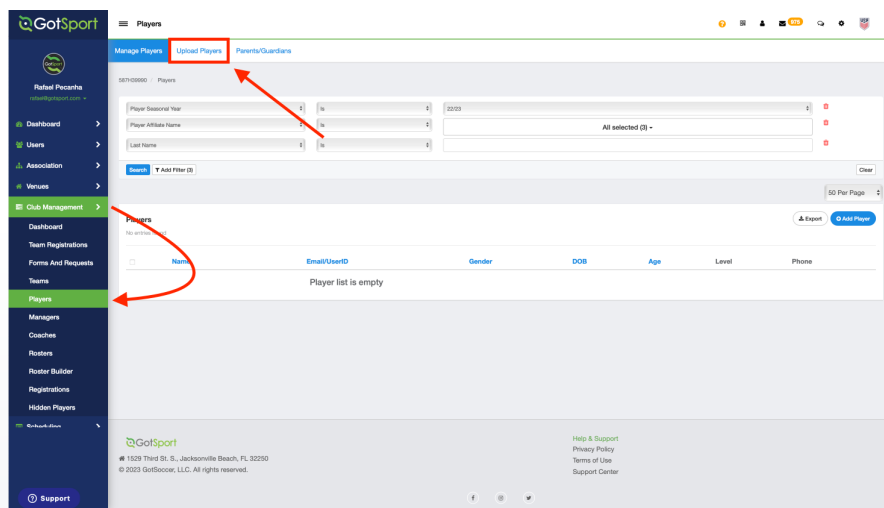 GotSport
Players
979
Manage Players
Upload Players
Parents/Guardians
GotSport
Rafael Pecanha
rafael@gotsport.com
Dashboard
Users
Association
Venues
Club Management
Dashboard
Team Registrations
Forms And Requests
Teams
Players
Managers
Coaches
Rosters
Roster Builder
Registrations
Hidden Players
Scheduling
Support
/ Players
Player Seasonal Year Is 22/23
Player Affiliate Name Is All selected (3)
Last Name Is
Search Add Filter (3) Clear
50 Per Page
Players
Export Add Player
No entries found
Name Email/UserID Gender DOB Age Level Phone
Player list is empty
GotSport
1529 Third St. S., Jacksonville Beach, FL 32250
© 2023 GotSoccer, LLC. All rights reserved.
Help & Support
Privacy Policy
Terms of Use
Support Center